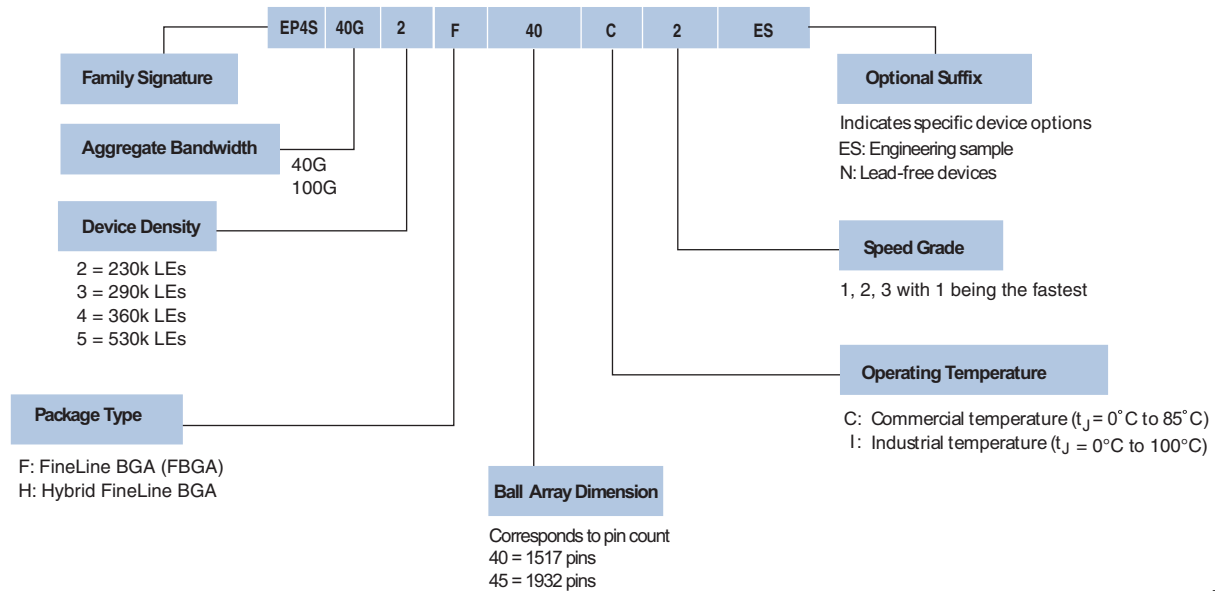 EP4S 40G 2 F 40 C 2 ES
Family Signature
Optional Suffix
Indicates specific device options
ES: Engineering sample
N: Lead-free devices
Aggregate Bandwidth
40G
100G
Device Density
2 = 230k LEs
3 = 290k LEs
4 = 360k LEs
5 = 530k LEs
Speed Grade
1, 2, 3 with 1 being the fastest
Operating Temperature
C: Commercial temperature (tJ = 0˚C to 85˚C)
I: Industrial temperature (tJ = 0°C to 100°C)
Package Type
F: FineLine BGA (FBGA)
H: Hybrid FineLine BGA
Ball Array Dimension
Corresponds to pin count
40 = 1517 pins
45 = 1932 pins